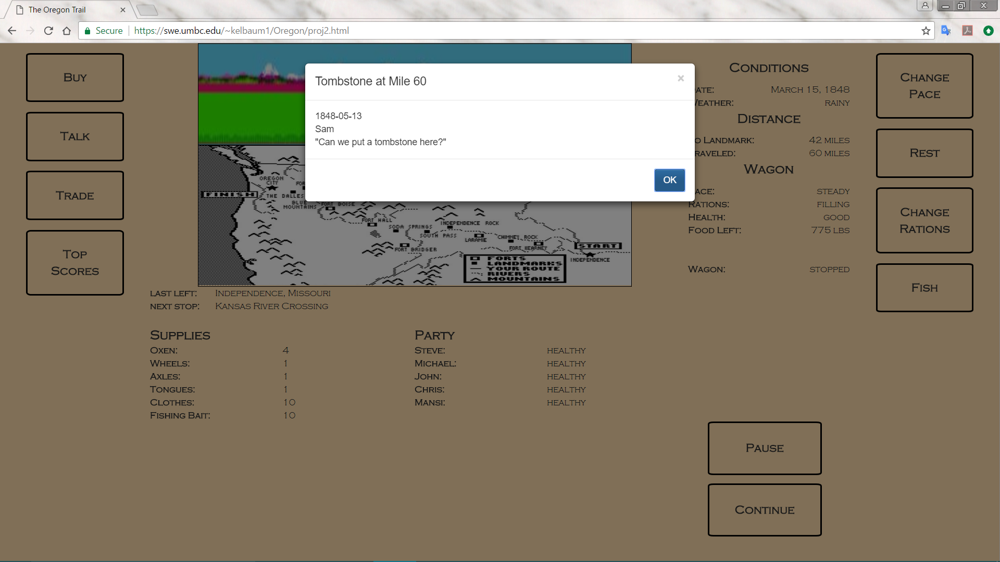 The Oregon Trail
Secure
https://swe.umbc.edu/~kelbaum1/Oregon/proj2.html
Buy
Talk
Trade
Top
Scores
Tombstone at Mile 60
×
1848-05-13
Sam
"Can we put a tombstone here?"
OK
OREGON
CITY
FOR
FINISH
THE DALLES
BLUE
MOUNTAINS
FORT BOISE
FORT HALL
SODA SPRINGS
INDEPENDENCE ROCK
SOUTH PASS
LARAMIE
CHIMNEY ROCK
FORT BRIDGER
FORT KEARNEY
START
INDEPENDENCE
FORTS
LANDMARKS
YOUR ROUTE
RIVERS
MOUNTAINS
last left: Independence, Missouri
next stop: Kansas River Crossing
Supplies
Oxen: 4
Wheels: 1
Axles: 1
Tongues: 1
Clothes: 10
Fishing Bait: 10
Party
Steve: healthy
Michael: healthy
John: healthy
Chris: healthy
Mansi: healthy
Conditions
ate: March 15, 1848
eather: rainy
Distance
o Landmark: 42 miles
raveled: 60 miles
Wagon
ace: steady
Rations: filling
Health: good
Food Left: 775 lbs
Wagon: stopped
Change
Pace
Rest
Change
Rations
Fish
Pause
Continue